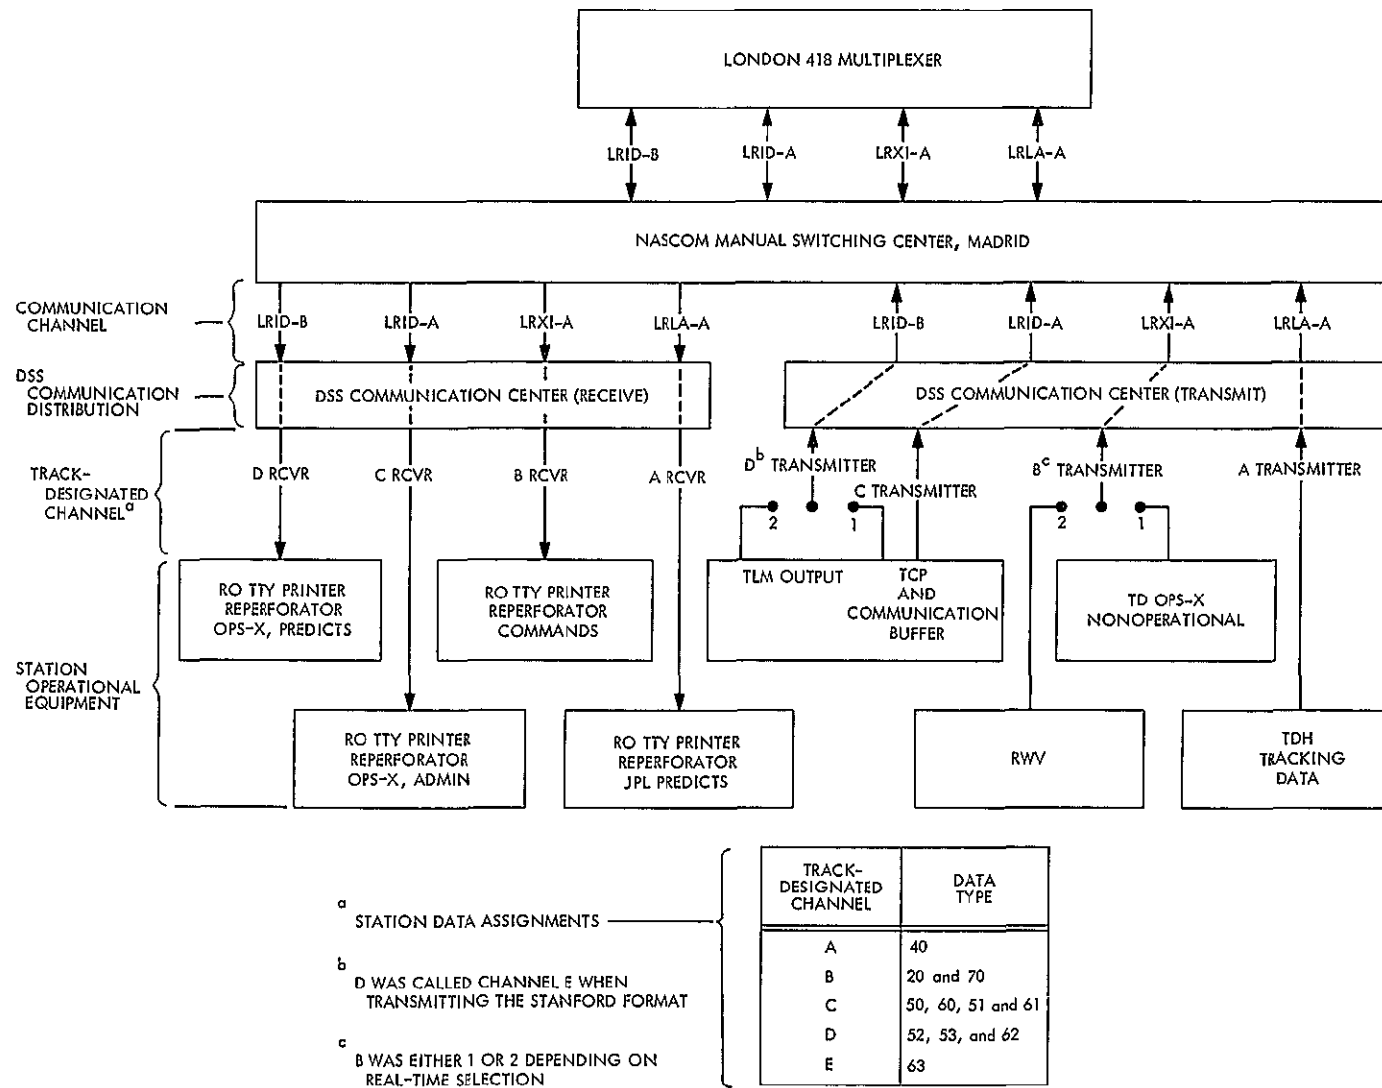 LONDON 418 MULTIPLEXER
LRID-B
LRID-A
LRXI-A
LRLA-A
NASCOM MANUAL SWITCHING CENTER, MADRID
COMMUNICATION
CHANNEL
LRID-B
LRID-A
LRXI-A
LRLA-A
LRID-B
LRID-A
LRXI-A
LRLA-A
DSS
COMMUNICATION
DISTRIBUTION
DSS COMMUNICATION CENTER (RECEIVE)
DSS COMMUNICATION CENTER (TRANSMIT)
TRACK-
DESIGNATED
CHANNELa
D RCVR
C RCVR
B RCVR
A RCVR
Db TRANSMITTER
C TRANSMITTER
Bc TRANSMITTER
A TRANSMITTER
2
1
2
1
STATION
OPERATIONAL
EQUIPMENT
RO TTY PRINTER
REPERFORATOR
OPS-X, PREDICTS
RO TTY PRINTER
REPERFORATOR
COMMANDS
TLM OUTPUT
TCP
AND
COMMUNICATION
BUFFER
TD OPS-X
NONOPERATIONAL
RO TTY PRINTER
REPERFORATOR
OPS-X, ADMIN
RO TTY PRINTER
REPERFORATOR
JPL PREDICTS
RWV
TDH
TRACKING
DATA
a
STATION DATA ASSIGNMENTS
b
D WAS CALLED CHANNEL E WHEN
TRANSMITTING THE STANFORD FORMAT
c
B WAS EITHER 1 OR 2 DEPENDING ON
REAL-TIME SELECTION
TRACK-
DESIGNATED
CHANNEL
DATA
TYPE
A 40
B 20 and 70
C 50, 60, 51 and 61
D 52, 53, and 62
E 63